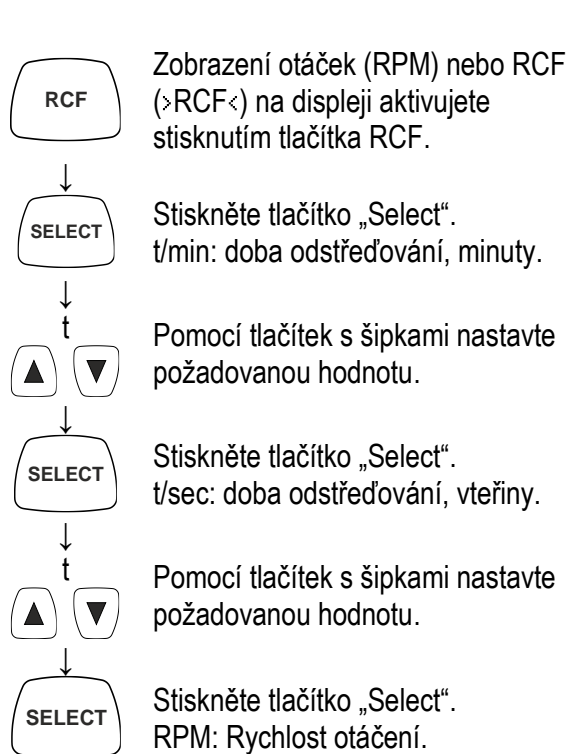 RCF
Zobrazení otáček (RPM) nebo RCF
(>RCF<) na displeji aktivujete
stisknutím tlačítka RCF.
↓
SELECT
Stiskněte tlačítko „Select“.
t/min: doba odstřeďování, minuty.
↓
t
▲ ▼
Pomocí tlačítek s šipkami nastavte
požadovanou hodnotu.
↓
SELECT
Stiskněte tlačítko „Select“.
t/sec: doba odstřeďování, vteřiny.
↓
t
▲ ▼
Pomocí tlačítek s šipkami nastavte
požadovanou hodnotu.
↓
SELECT
Stiskněte tlačítko „Select“.
RPM: Rychlost otáčení.